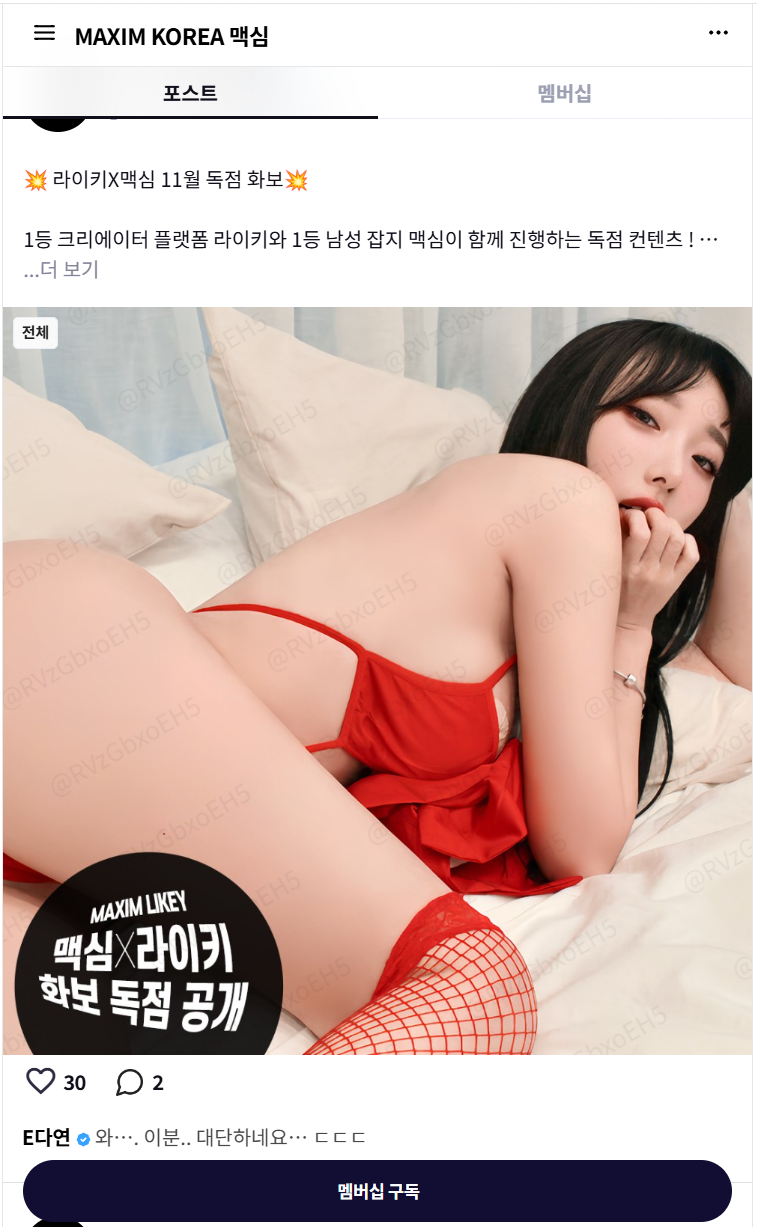 MAXIM KOREA 맥심
포스트
멤버십
💥 라이키X맥심 11월 독점 화보💥
1등 크리에이터 플랫폼 라이키와 1등 남성 잡지 맥심이 함께 진행하는 독점 컨텐츠 ! …
...더 보기
전체
@RVzGbxoEH5
MAXIM LIKEY
맥심X라이키
화보 독점 공개
30
2
E다연 와…. 이분.. 대단하네요… ㄷㄷㄷ
멤버십 구독